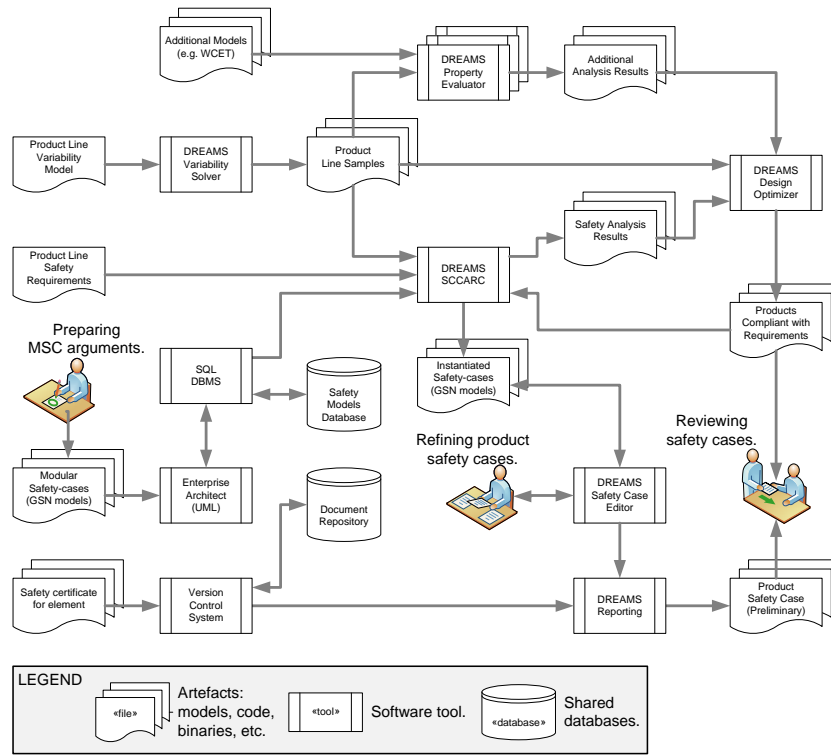 Additional Models
(e.g. WCET)
DREAMS
Property
Evaluator
Additional
Analysis Results
Product Line
Variability
Model
DREAMS
Variability
Solver
Product
Line Samples
DREAMS
Design
Optimizer
Safety Analysis
Results
Product Line
Safety
Requirements
DREAMS
SCCARC
Products
Compliant with
Requirements
Preparing
MSC arguments.
SQL
DBMS
Safety
Models
Database
Instantiated
Safety-cases
(GSN models)
Refining product
safety cases.
Reviewing
safety cases.
Modular
Safety-cases
(GSN models)
Enterprise
Architect
(UML)
Document
Repository
DREAMS
Safety Case
Editor
Safety certificate
for element
Version
Control
System
DREAMS
Reporting
Product
Safety Case
(Preliminary)
LEGEND
«file»
Artefacts:
models, code,
binaries, etc.
«tool»
Software tool.
«database»
Shared
databases.